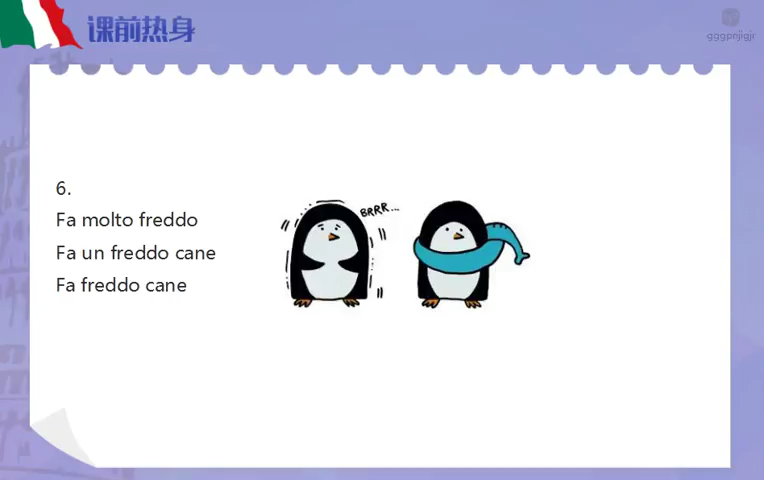 课前热身
gggpnjigjr
6.
Fa molto freddo
BRRR...
Fa un freddo cane
Fa freddo cane